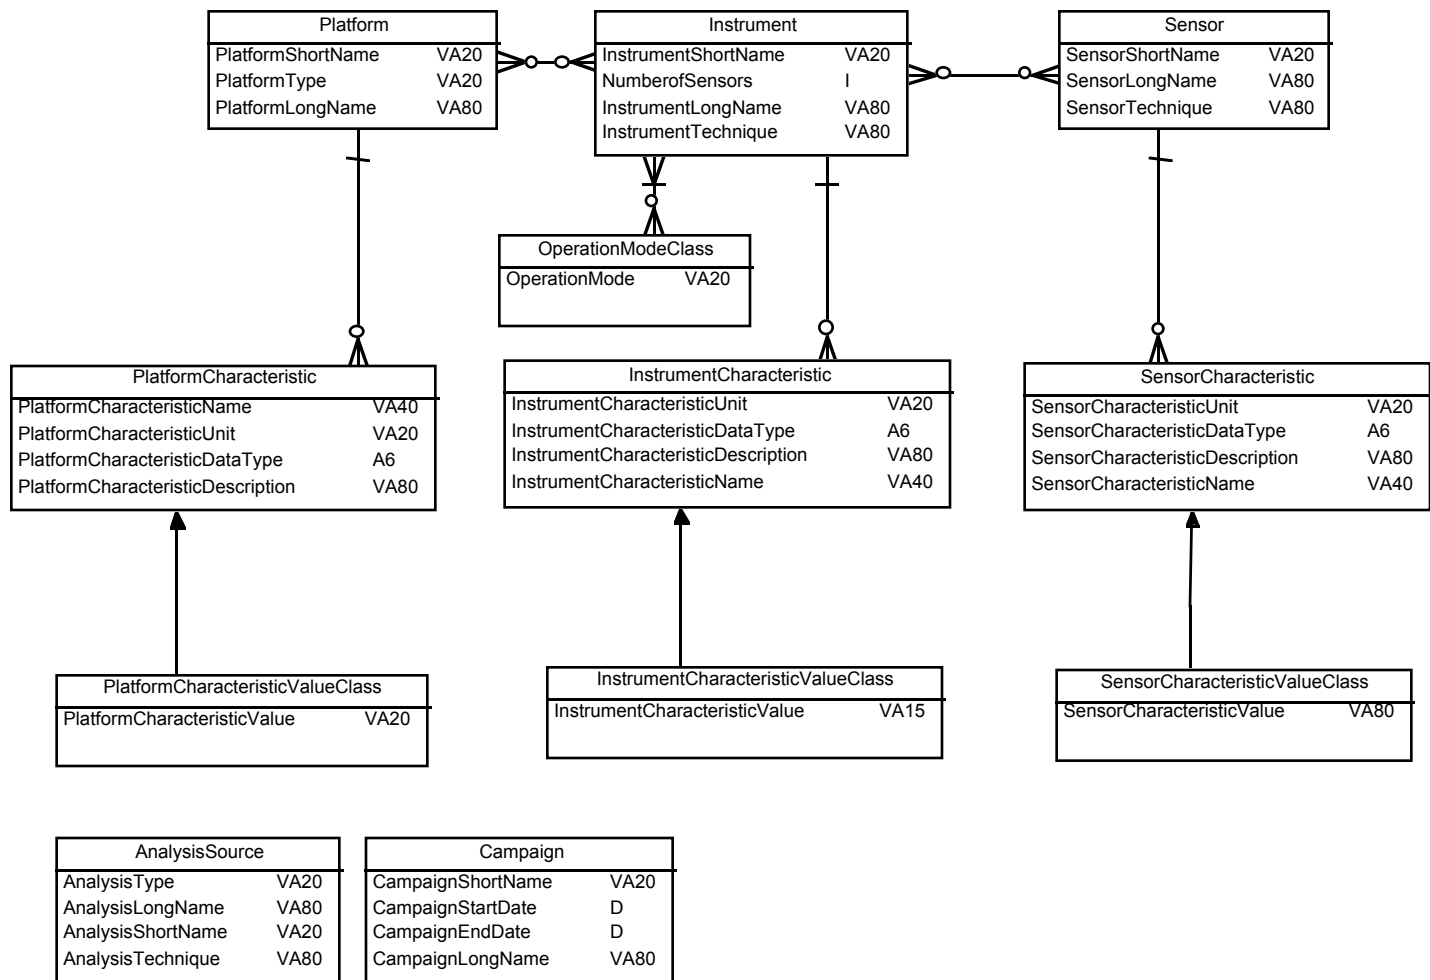 Platform
PlatformShortName VA20
PlatformType VA20
PlatformLongName VA80
Instrument
InstrumentShortName VA20
NumberofSensors I
InstrumentLongName VA80
InstrumentTechnique VA80
Sensor
SensorShortName VA20
SensorLongName VA80
SensorTechnique VA80
OperationModeClass
OperationMode VA20
PlatformCharacteristic
PlatformCharacteristicName VA40
PlatformCharacteristicUnit VA20
PlatformCharacteristicDataType A6
PlatformCharacteristicDescription VA80
InstrumentCharacteristic
InstrumentCharacteristicUnit VA20
InstrumentCharacteristicDataType A6
InstrumentCharacteristicDescription VA80
InstrumentCharacteristicName VA40
SensorCharacteristic
SensorCharacteristicUnit VA20
SensorCharacteristicDataType A6
SensorCharacteristicDescription VA80
SensorCharacteristicName VA40
PlatformCharacteristicValueClass
PlatformCharacteristicValue VA20
InstrumentCharacteristicValueClass
InstrumentCharacteristicValue VA15
SensorCharacteristicValueClass
SensorCharacteristicValue VA80
AnalysisSource
AnalysisType VA20
AnalysisLongName VA80
AnalysisShortName VA20
AnalysisTechnique VA80
Campaign
CampaignShortName VA20
CampaignStartDate D
CampaignEndDate D
CampaignLongName VA80